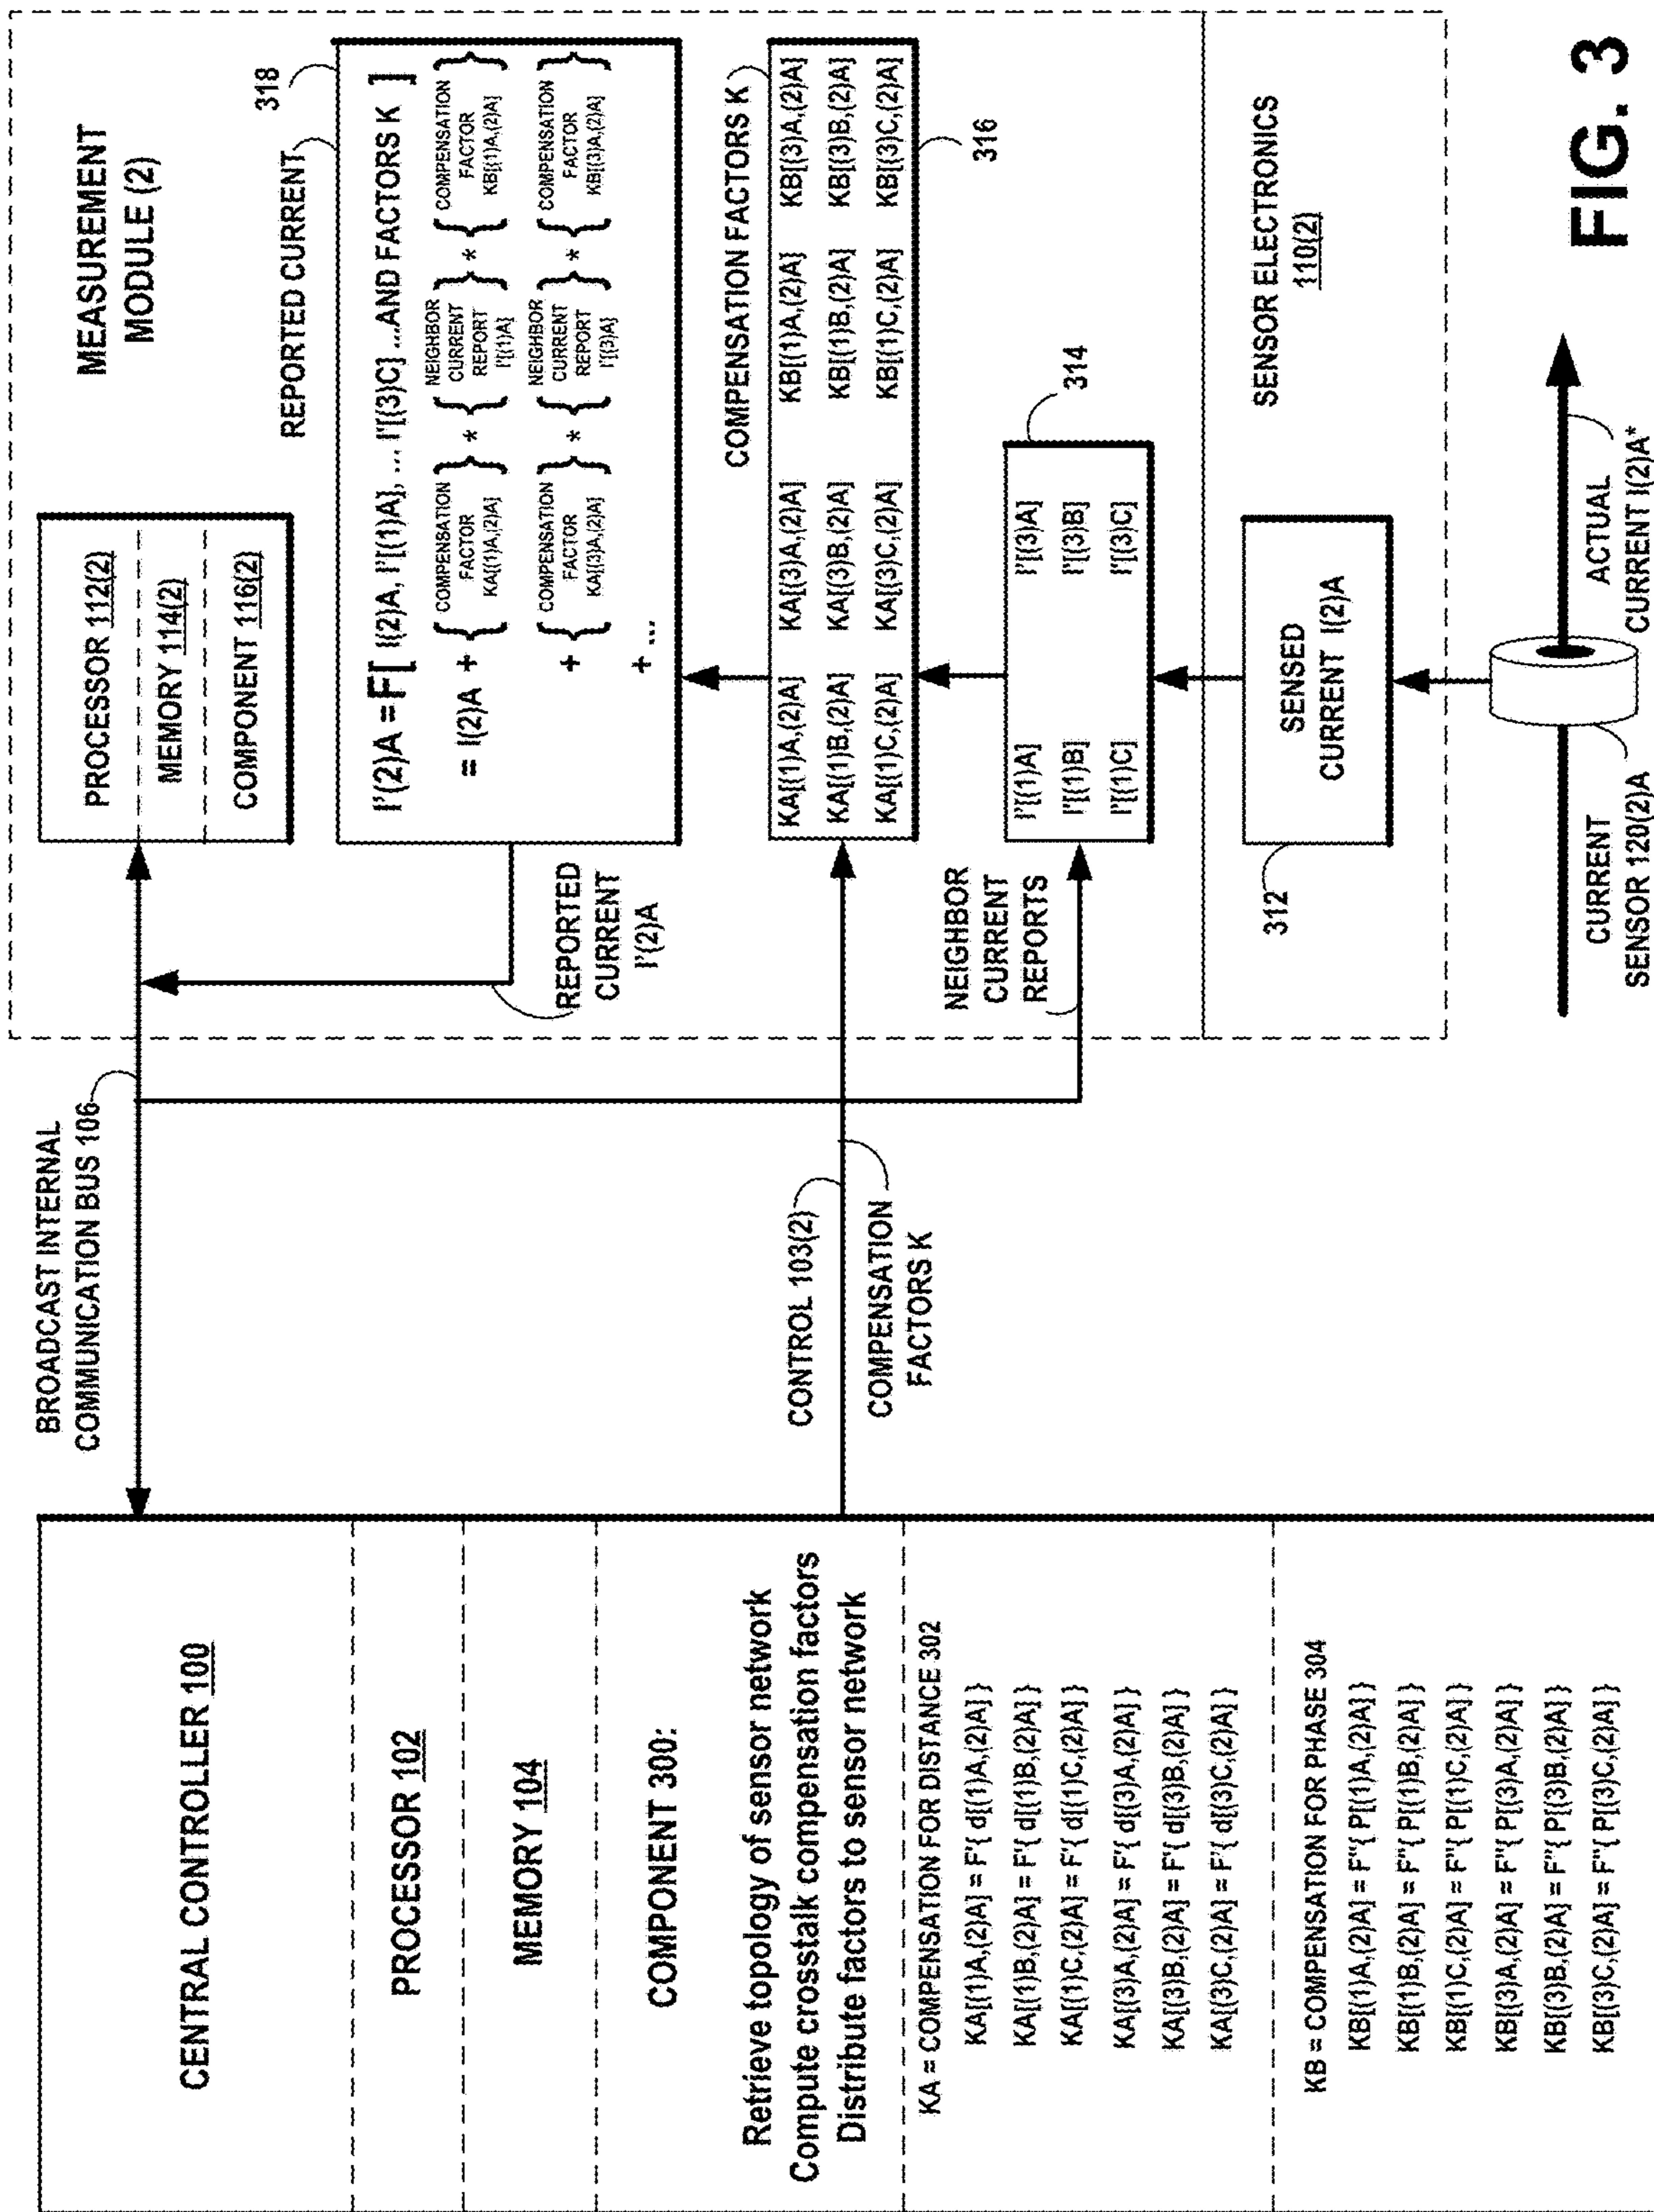 CENTRAL CONTROLLER 100
PROCESSOR 102
MEMORY 104
COMPONENT 300:
Retrieve topology of sensor network
Compute crosstalk compensation factors
Distribute factors to sensor network
KA = COMPENSATION FOR DISTANCE 302
KA[(1)A,(2)A] = F'{ d[(1)A,(2)A] }
KA[(1)B,(2)A] = F'{ d[(1)B,(2)A] }
KA[(1)C,(2)A] = F'{ d[(1)C,(2)A] }
KA[(3)A,(2)A] = F'{ d[(3)A,(2)A] }
KA[(3)B,(2)A] = F'{ d[(3)B,(2)A] }
KA[(3)C,(2)A] = F'{ d[(3)C,(2)A] }
KB = COMPENSATION FOR PHASE 304
KB[(1)A,(2)A] = F"{ P[(1)A,(2)A] }
KB[(1)B,(2)A] = F"{ P[(1)B,(2)A] }
KB[(1)C,(2)A] = F"{ P[(1)C,(2)A] }
KB[(3)A,(2)A] = F"{ P[(3)A,(2)A] }
KB[(3)B,(2)A] = F"{ P[(3)B,(2)A] }
KB[(3)C,(2)A] = F"{ P[(3)C,(2)A] }
BROADCAST INTERNAL
COMMUNICATION BUS 106
CONTROL 103(2)
COMPENSATION
FACTORS K
MEASUREMENT
MODULE (2)
PROCESSOR 112(2)
MEMORY 114(2)
COMPONENT 116(2)
REPORTED CURRENT
318
I'(2)A = F[ I(2)A, I'[(1)A], ... I'[(3)C] ...AND FACTORS K ]
= I(2)A + { COMPENSATION FACTOR KA[(1)A,(2)A] } * { NEIGHBOR CURRRENT REPORT I'[(1)A] } * { COMPENSATION FACTOR KB[(1)A,(2)A] }
+ { COMPENSATION FACTOR KA[(3)A,(2)A] } * { NEIGHBOR CURRENT REPORT I'[(3)A] } * { COMPENSATION FACTOR KB[(3)A,(2)A] }
+ ...
REPORTED
CURRENT
I'(2)A
COMPENSATION FACTORS K
KA[(1)A,(2)A] KA[(3)A,(2)A] KB[(1)A,(2)A] KB[(3)A,(2)A]
KA[(1)B,(2)A] KA[(3)B,(2)A] KB[(1)B,(2)A] KB[(3)B,(2)A]
KA[(1)C,(2)A] KA[(3)C,(2)A] KB[(1)C,(2)A] KB[(3)C,(2)A]
316
NEIGHBOR
CURRENT
REPORTS
314
I'[(1)A] I'[(3)A]
I'[(1)B] I'[(3)B]
I'[(1)C] I'[(3)C]
SENSOR ELECTRONICS
110(2)
312
SENSED
CURRENT I(2)A
CURRENT
SENSOR 120(2)A
ACTUAL
CURRENT I(2)A*
FIG. 3